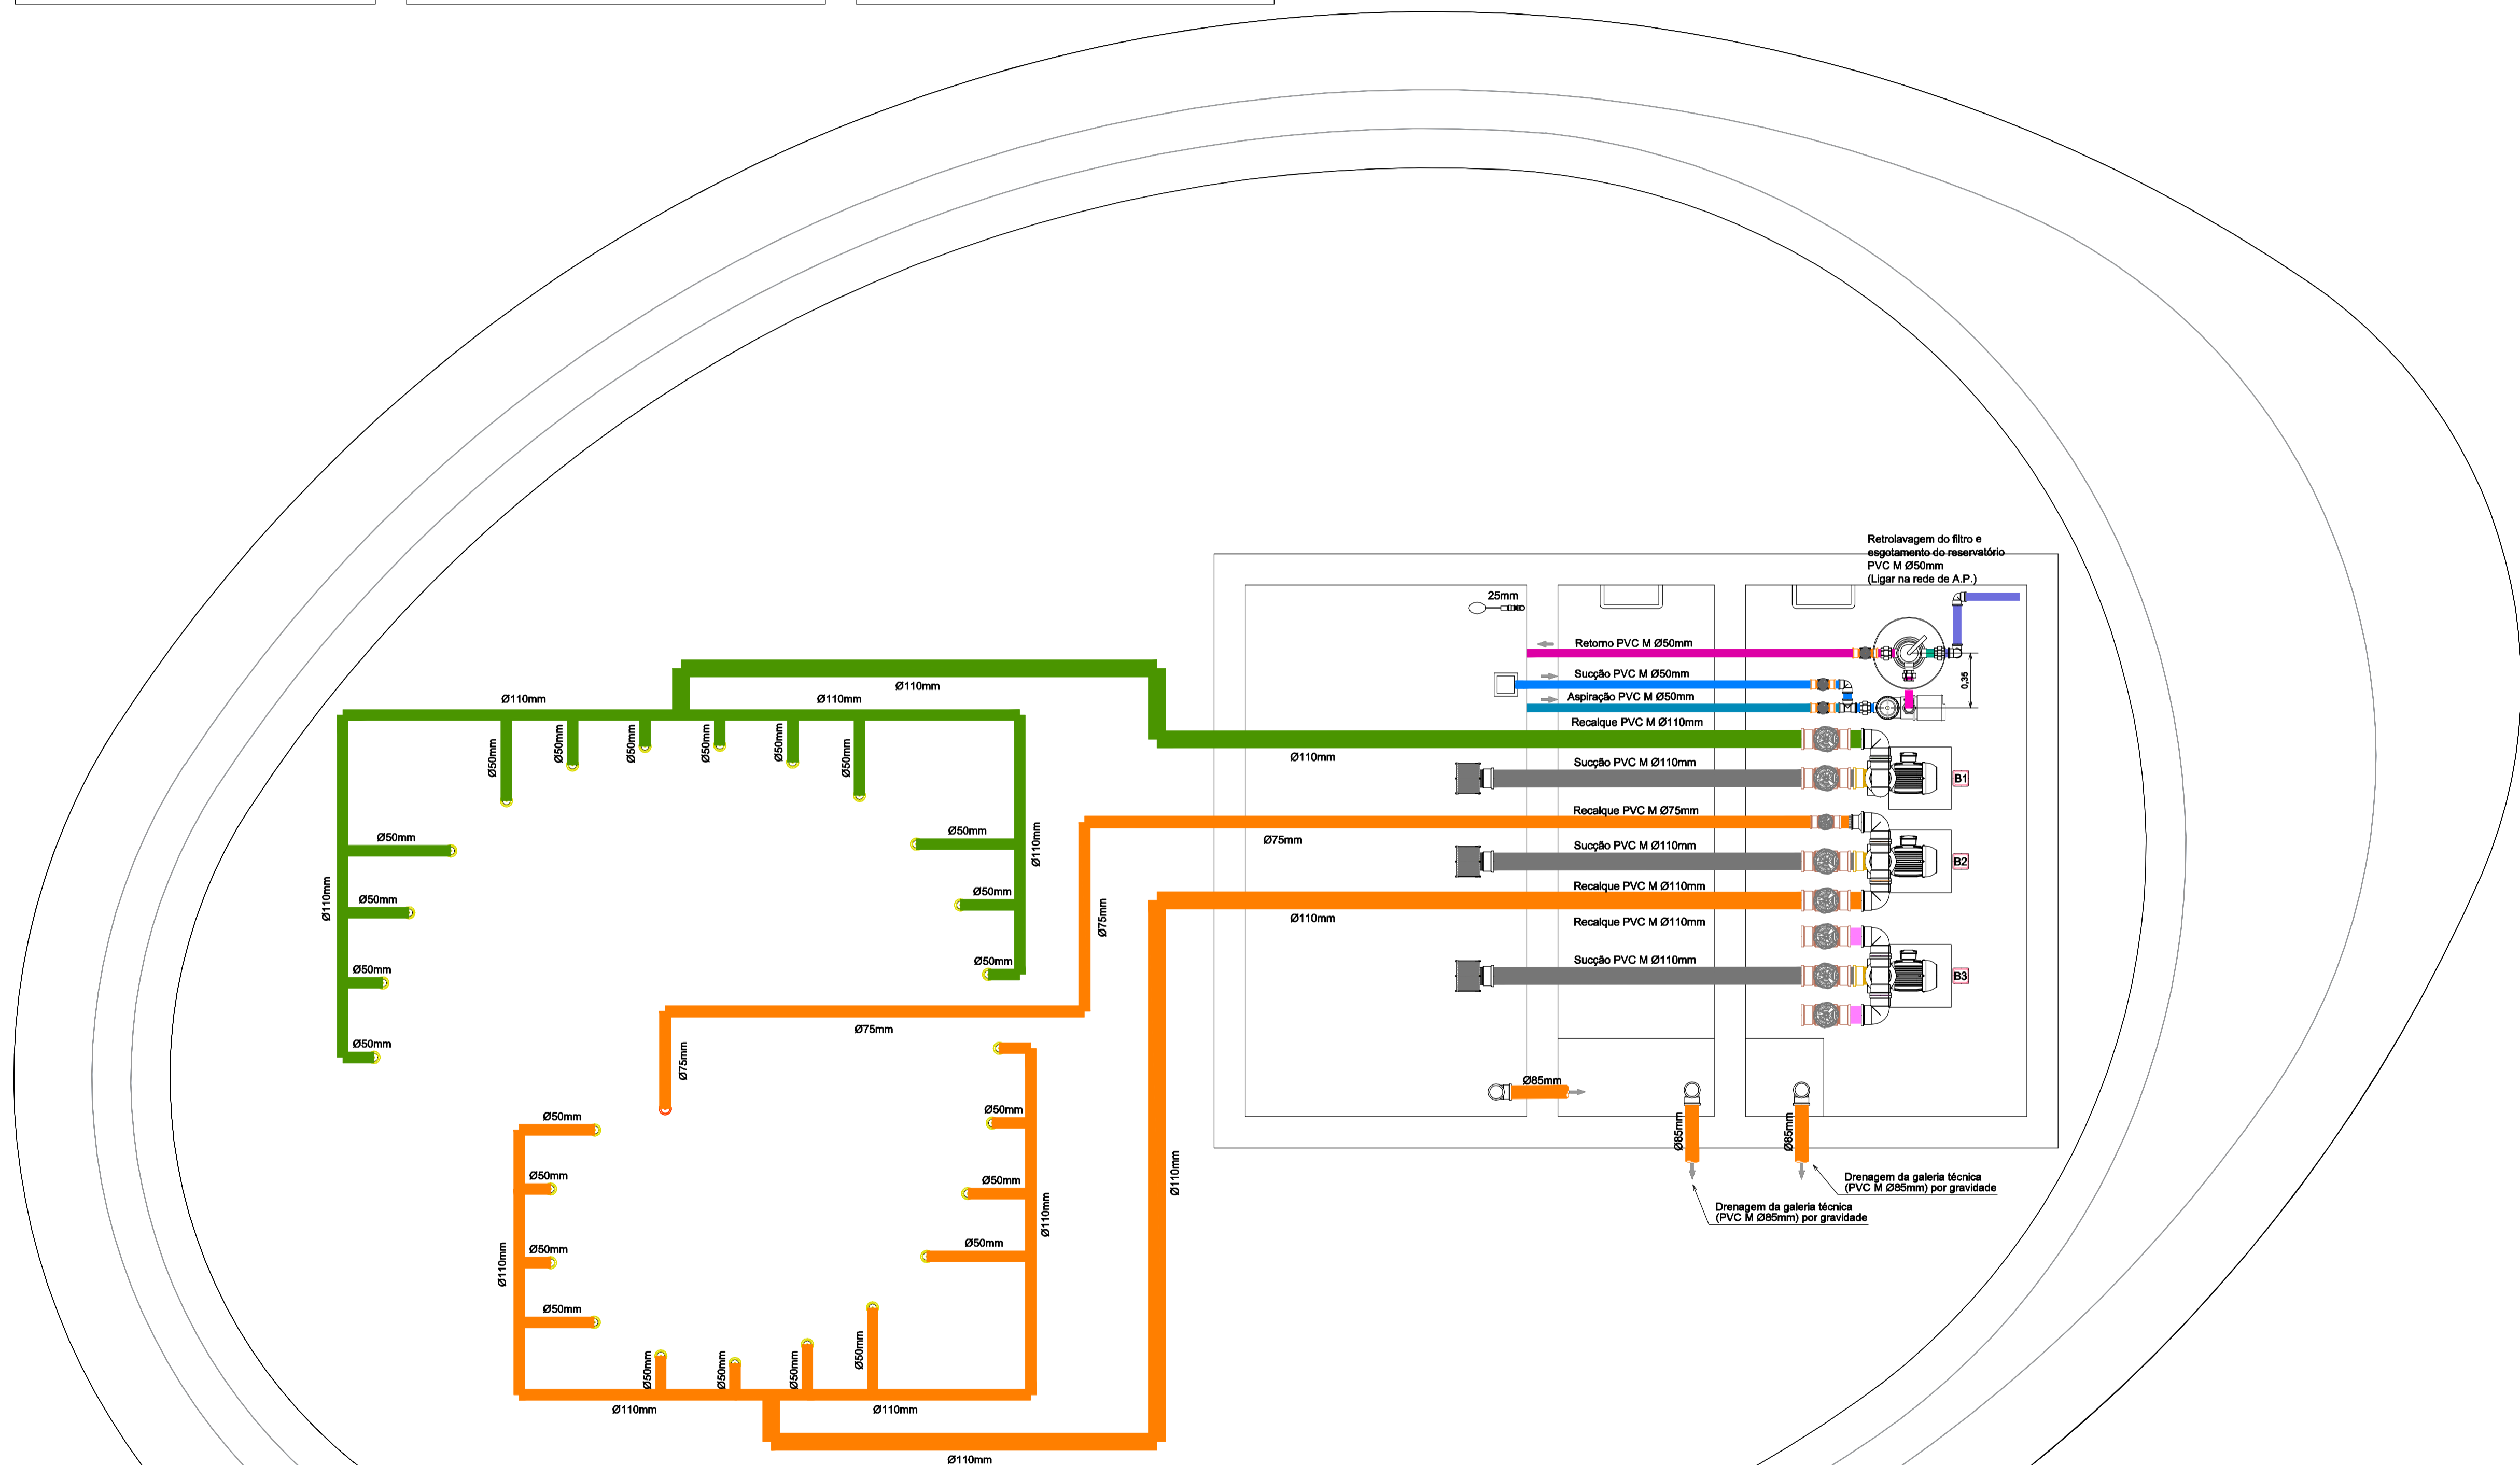 Retrolavagem do filtro e
esgotamento do reservatório
PVC M Ø50mm
(Ligar na rede de A.P.)
25mm
Retorno PVC M Ø50mm
Sucção PVC M Ø50mm
0,35
Aspiração PVC M Ø50mm
Recalque PVC M Ø110mm
Ø110mm
Ø110mm
Ø110mm
Ø110mm
Ø50mm
Ø50mm
Ø50mm
Ø50mm
Ø50mm
Ø50mm
Sucção PVC M Ø110mm
B1
Recalque PVC M Ø75mm
Ø75mm
Ø50mm
Ø50mm
Ø110mm
Sucção PVC M Ø110mm
B2
Recalque PVC M Ø110mm
Ø110mm
Ø110mm
Ø50mm
Ø50mm
Ø75mm
Recalque PVC M Ø110mm
Ø50mm
Ø50mm
Sucção PVC M Ø110mm
B3
Ø75mm
Ø50mm
Ø75mm
Ø85mm
Ø50mm
Ø50mm
Ø85mm
Ø85mm
Ø50mm
Ø50mm
Ø110mm
Drenagem da galeria técnica
(PVC M Ø85mm) por gravidade
Drenagem da galeria técnica
(PVC M Ø85mm) por gravidade
Ø110mm
Ø50mm
Ø50mm
Ø110mm
Ø50mm
Ø50mm
Ø50mm
Ø50mm
Ø50mm
Ø110mm
Ø110mm
Ø110mm